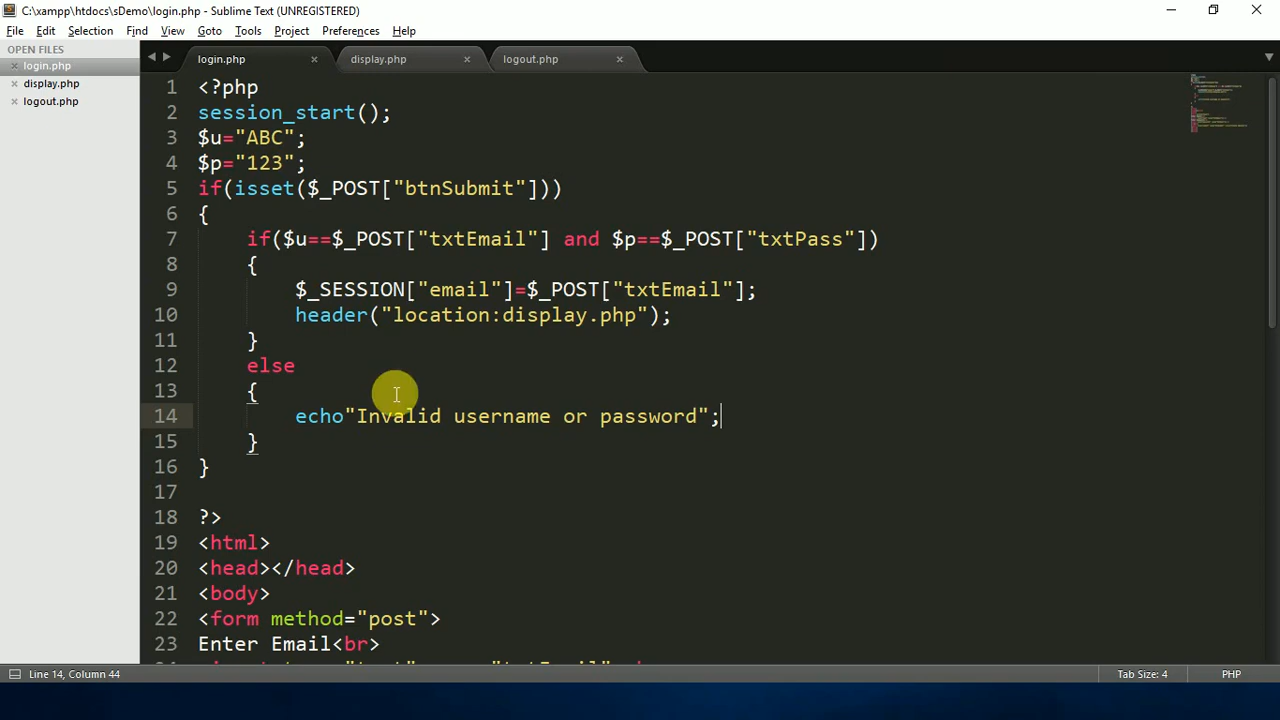 C:\xampp\htdocs\sDemo\login.php - Sublime Text (UNREGISTERED)
File Edit Selection Find View Goto Tools Project Preferences Help
OPEN FILES
login.php
display.php
logout.php
login.php display.php logout.php
1 <?php
2 session_start();
3 $u="ABC";
4 $p="123";
5 if(isset($_POST["btnSubmit"]))
6 {
7 if($u==$_POST["txtEmail"] and $p==$_POST["txtPass"])
8 {
9 $_SESSION["email"]=$_POST["txtEmail"];
10 header("location:display.php");
11 }
12 else
13 {
14 echo"Invalid username or password";
15 }
16 }
17
18 ?>
19 <html>
20 <head></head>
21 <body>
22 <form method="post">
23 Enter Email<br>
Line 14, Column 44 Tab Size: 4 PHP